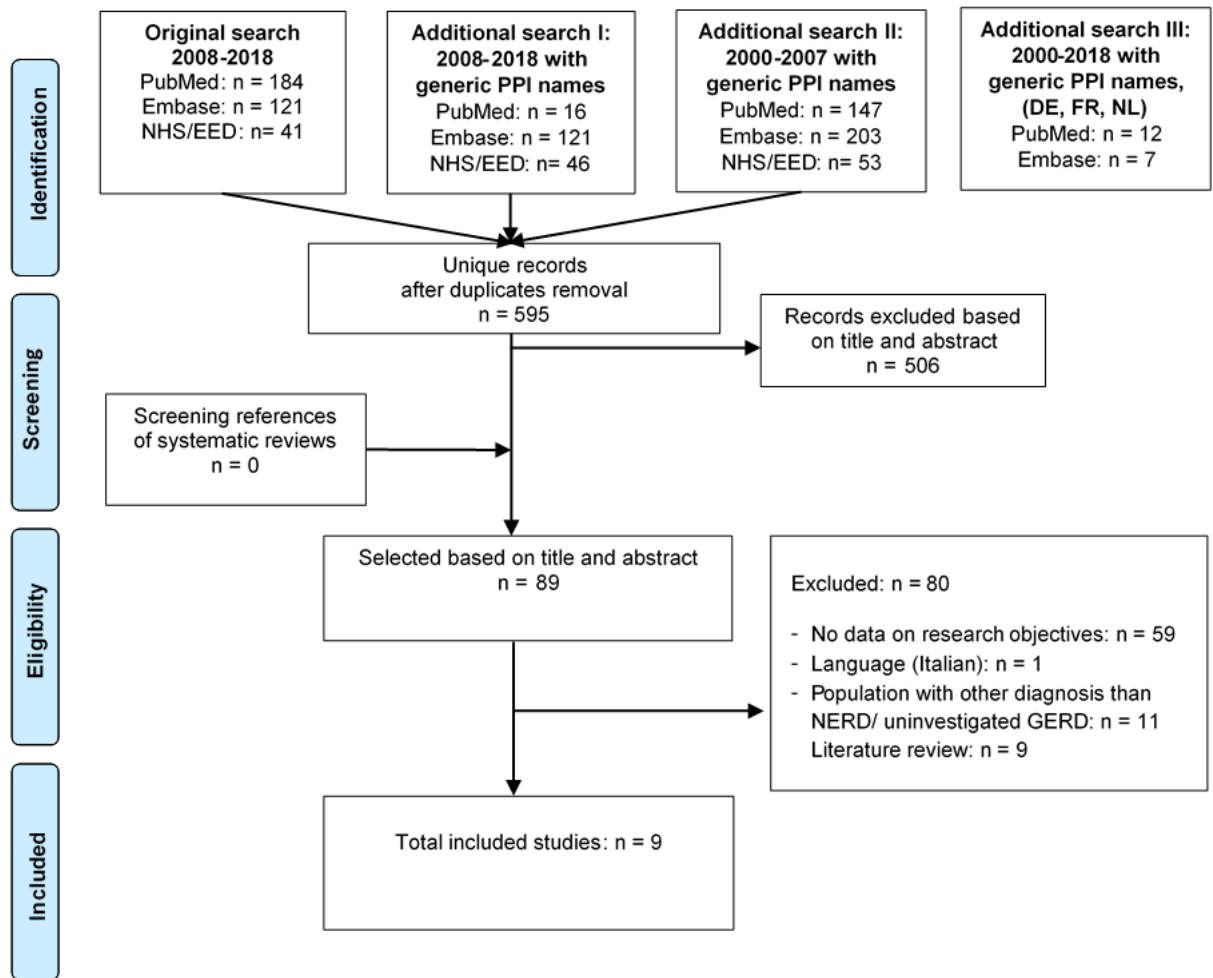 Identification
Original search
2008-2018
PubMed: n = 184
Embase: n = 121
NHS/EED: n= 41
Additional search I:
2008-2018 with
generic PPI names
PubMed: n = 16
Embase: n = 121
NHS/EED: n= 46
Additional search II:
2000-2007 with
generic PPI names
PubMed: n = 147
Embase: n = 203
NHS/EED: n= 53
Additional search III:
2000-2018 with
generic PPI names,
(DE, FR, NL)
PubMed: n = 12
Embase: n = 7
Unique records
after duplicates removal
n = 595
Screening
Records excluded based
on title and abstract
n = 506
Screening references
of systematic reviews
n = 0
Eligibility
Selected based on title and abstract
n = 89
Excluded: n = 80
- No data on research objectives: n = 59
- Language (Italian): n = 1
- Population with other diagnosis than
NERD/ uninvestigated GERD: n = 11
Literature review: n = 9
Included
Total included studies: n = 9